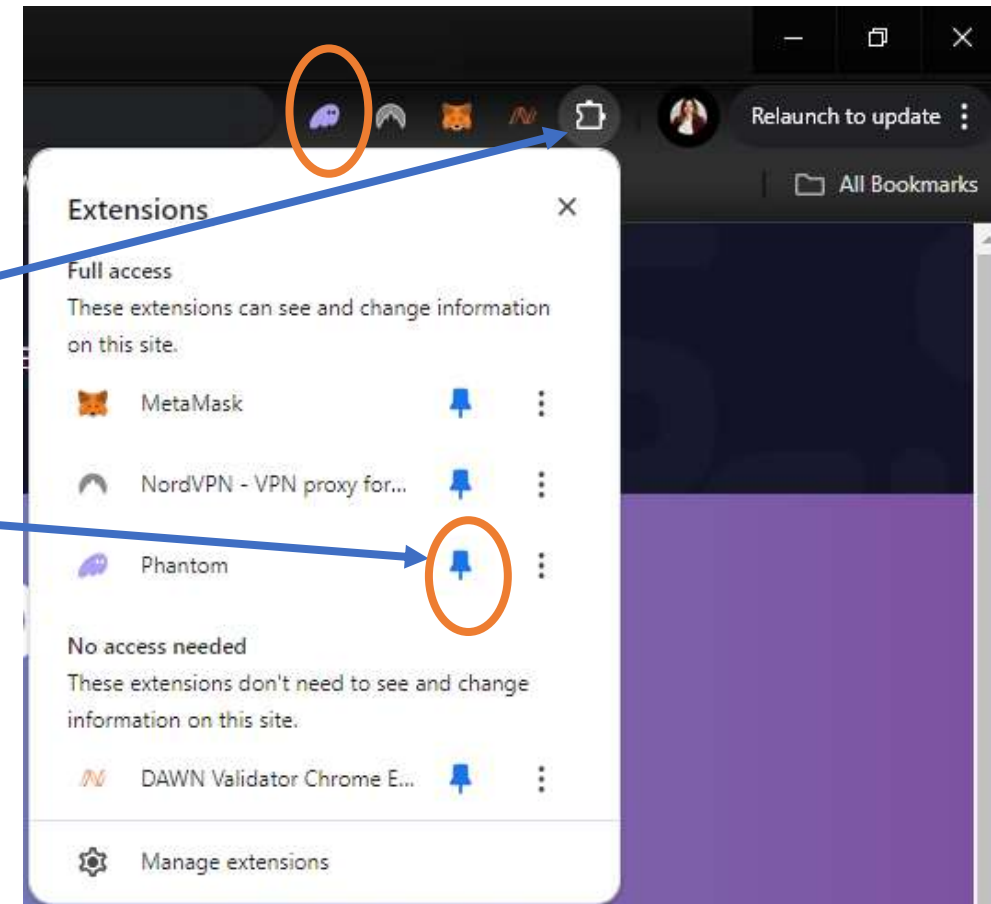 Relaunch to update
All Bookmarks
Extensions
Full access
These extensions can see and change information
on this site.
MetaMask
NordVPN - VPN proxy for...
Phantom
No access needed
These extensions don't need to see and change
information on this site.
DAWN Validator Chrome E...
Manage extensions